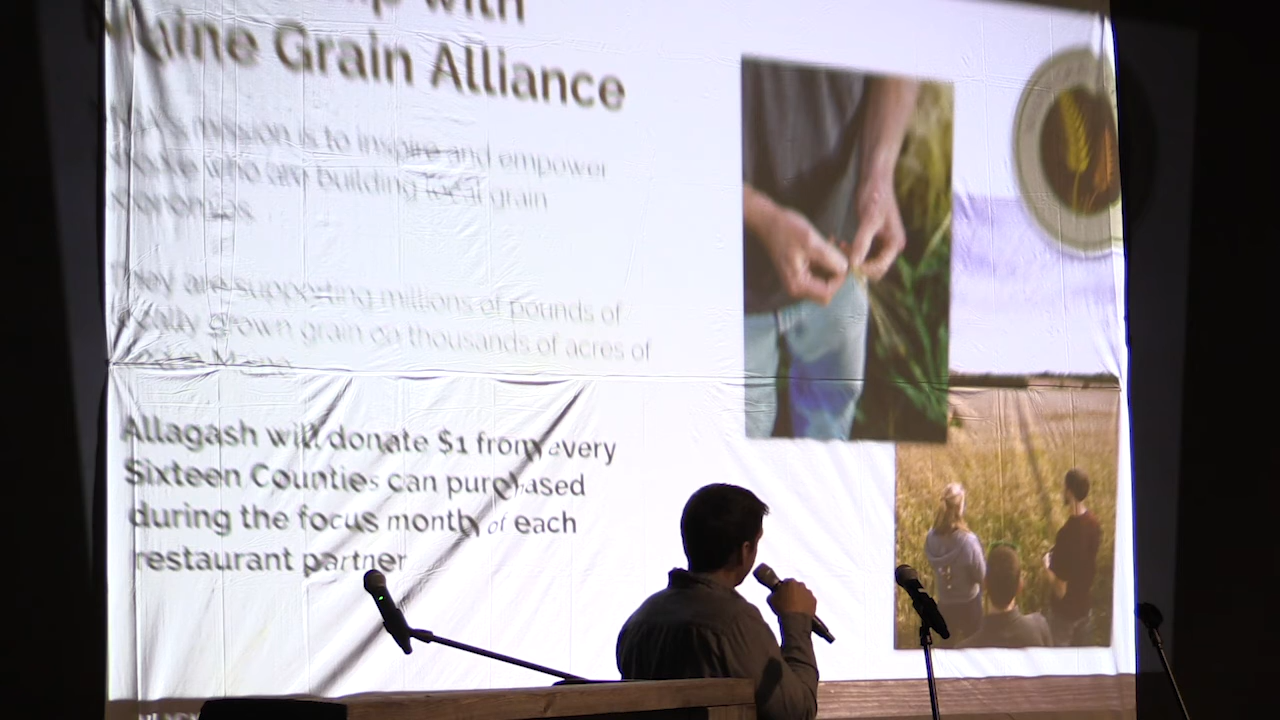 with
Maine Grain Alliance
mission is to inspire and empower
who are building local grain
They are supporting millions of pounds of
grown grain on thousands of acres of
Allagash will donate $1 from every
Sixteen Counties can purchased
during the focus month of each
restaurant partner